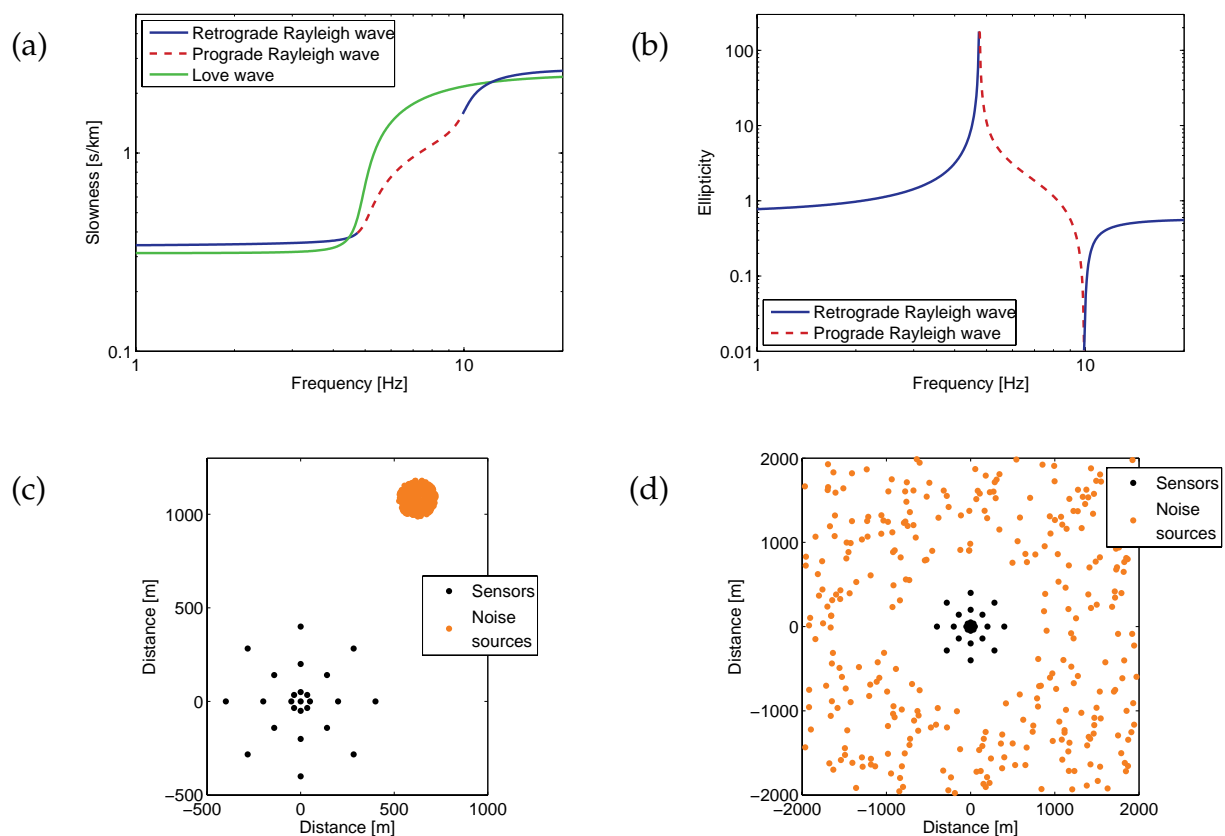 (a)
Retrograde Rayleigh wave
Prograde Rayleigh wave
Love wave
1
0.1
Slowness [s/km]
1
10
Frequency [Hz]
(b)
100
10
1
0.1
0.01
Ellipticity
Retrograde Rayleigh wave
Prograde Rayleigh wave
1
10
Frequency [Hz]
(c)
1000
500
0
−500
Distance [m]
Sensors
Noise
sources
−500
0
500
1000
Distance [m]
(d)
2000
1000
0
−1000
−2000
Distance [m]
Sensors
Noise
sources
−2000
−1000
0
1000
2000
Distance [m]